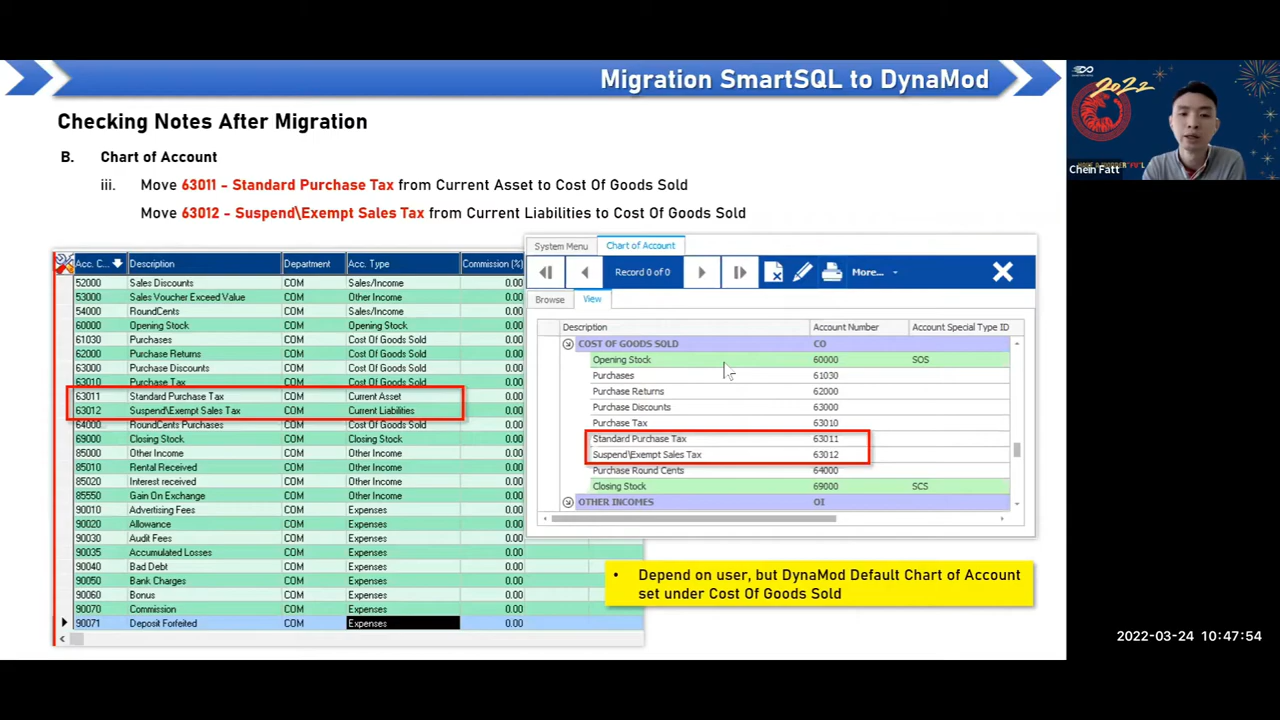 Migration SmartSQL to DynaMod
2022
Chein Fatt
Checking Notes After Migration
B. Chart of Account
iii. Move 63011 - Standard Purchase Tax from Current Asset to Cost Of Goods Sold
Move 63012 - Suspend\Exempt Sales Tax from Current Liabilities to Cost Of Goods Sold
Acc. C... Description Department Acc. Type Commission (%)
52000 Sales Discounts COM Sales/Income 0.00
53000 Sales Voucher Exceed Value COM Other Income 0.00
54000 RoundCents COM Sales/Income 0.00
60000 Opening Stock COM Opening Stock 0.00
61030 Purchases COM Cost Of Goods Sold 0.00
62000 Purchase Returns COM Cost Of Goods Sold 0.00
63000 Purchase Discounts COM Cost Of Goods Sold 0.00
63010 Purchase Tax COM Cost Of Goods Sold 0.00
63011 Standard Purchase Tax COM Current Asset 0.00
63012 Suspend\Exempt Sales Tax COM Current Liabilities 0.00
64000 RoundCents Purchases COM Cost Of Goods Sold 0.00
69000 Closing Stock COM Closing Stock 0.00
85000 Other Income COM Other Income 0.00
85010 Rental Received COM Other Income 0.00
85020 Interest received COM Other Income 0.00
85550 Gain On Exchange COM Other Income 0.00
90010 Advertising Fees COM Expenses 0.00
90020 Allowance COM Expenses 0.00
90030 Audit Fees COM Expenses 0.00
90035 Accumulated Losses COM Expenses 0.00
90040 Bad Debt COM Expenses 0.00
90050 Bank Charges COM Expenses 0.00
90060 Bonus COM Expenses 0.00
90070 Commission COM Expenses 0.00
90071 Deposit Forfeited COM Expenses 0.00
System Menu Chart of Account
Record 0 of 0 More...
Browse View
Description Account Number Account Special Type ID
COST OF GOODS SOLD CO
Opening Stock 60000 SOS
Purchases 61030
Purchase Returns 62000
Purchase Discounts 63000
Purchase Tax 63010
Standard Purchase Tax 63011
Suspend\Exempt Sales Tax 63012
Purchase Round Cents 64000
Closing Stock 69000 SCS
OTHER INCOMES OI
• Depend on user, but DynaMod Default Chart of Account
set under Cost Of Goods Sold
2022-03-24 10:47:54